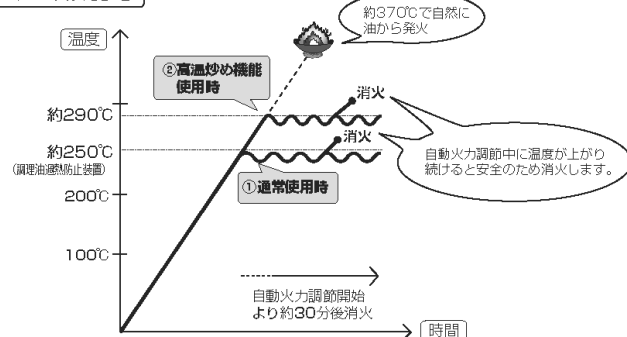 温度
約370℃で自然に
油から発火
②高温炒め機能
使用時
消火
約290℃
消火
約250℃
(調理油過熱防止装置)
自動火力調節中に温度が上がり
続けると安全のため消火します。
①通常使用時
200℃
100℃
自動火力調節開始
より約30分後消火
時間